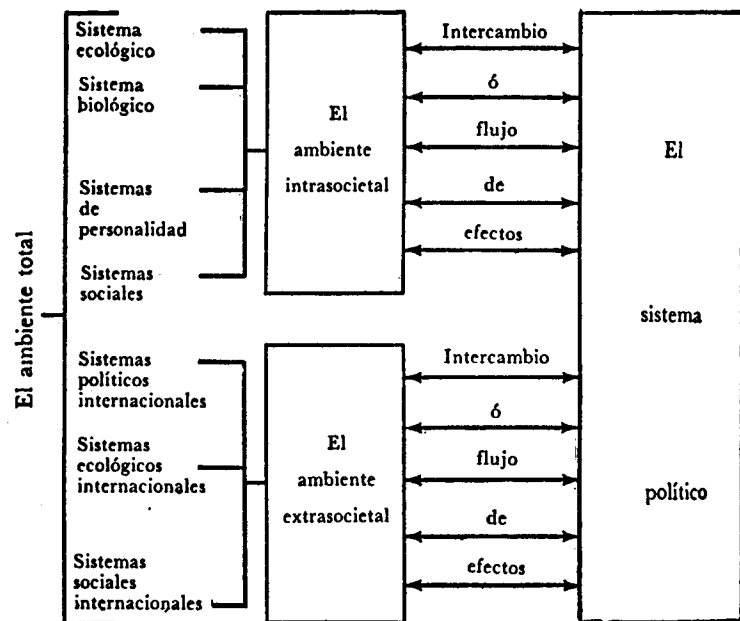 El ambiente total
Sistema
ecológico
Sistema
biológico
Sistemas
de
personalidad
Sistemas
sociales
El
ambiente
intrasocietal
Intercambio
ó
flujo
de
efectos
Sistemas
políticos
internacionales
Sistemas
ecológicos
internacionales
Sistemas
sociales
internacionales
El
ambiente
extrasocietal
Intercambio
ó
flujo
de
efectos
El
sistema
político